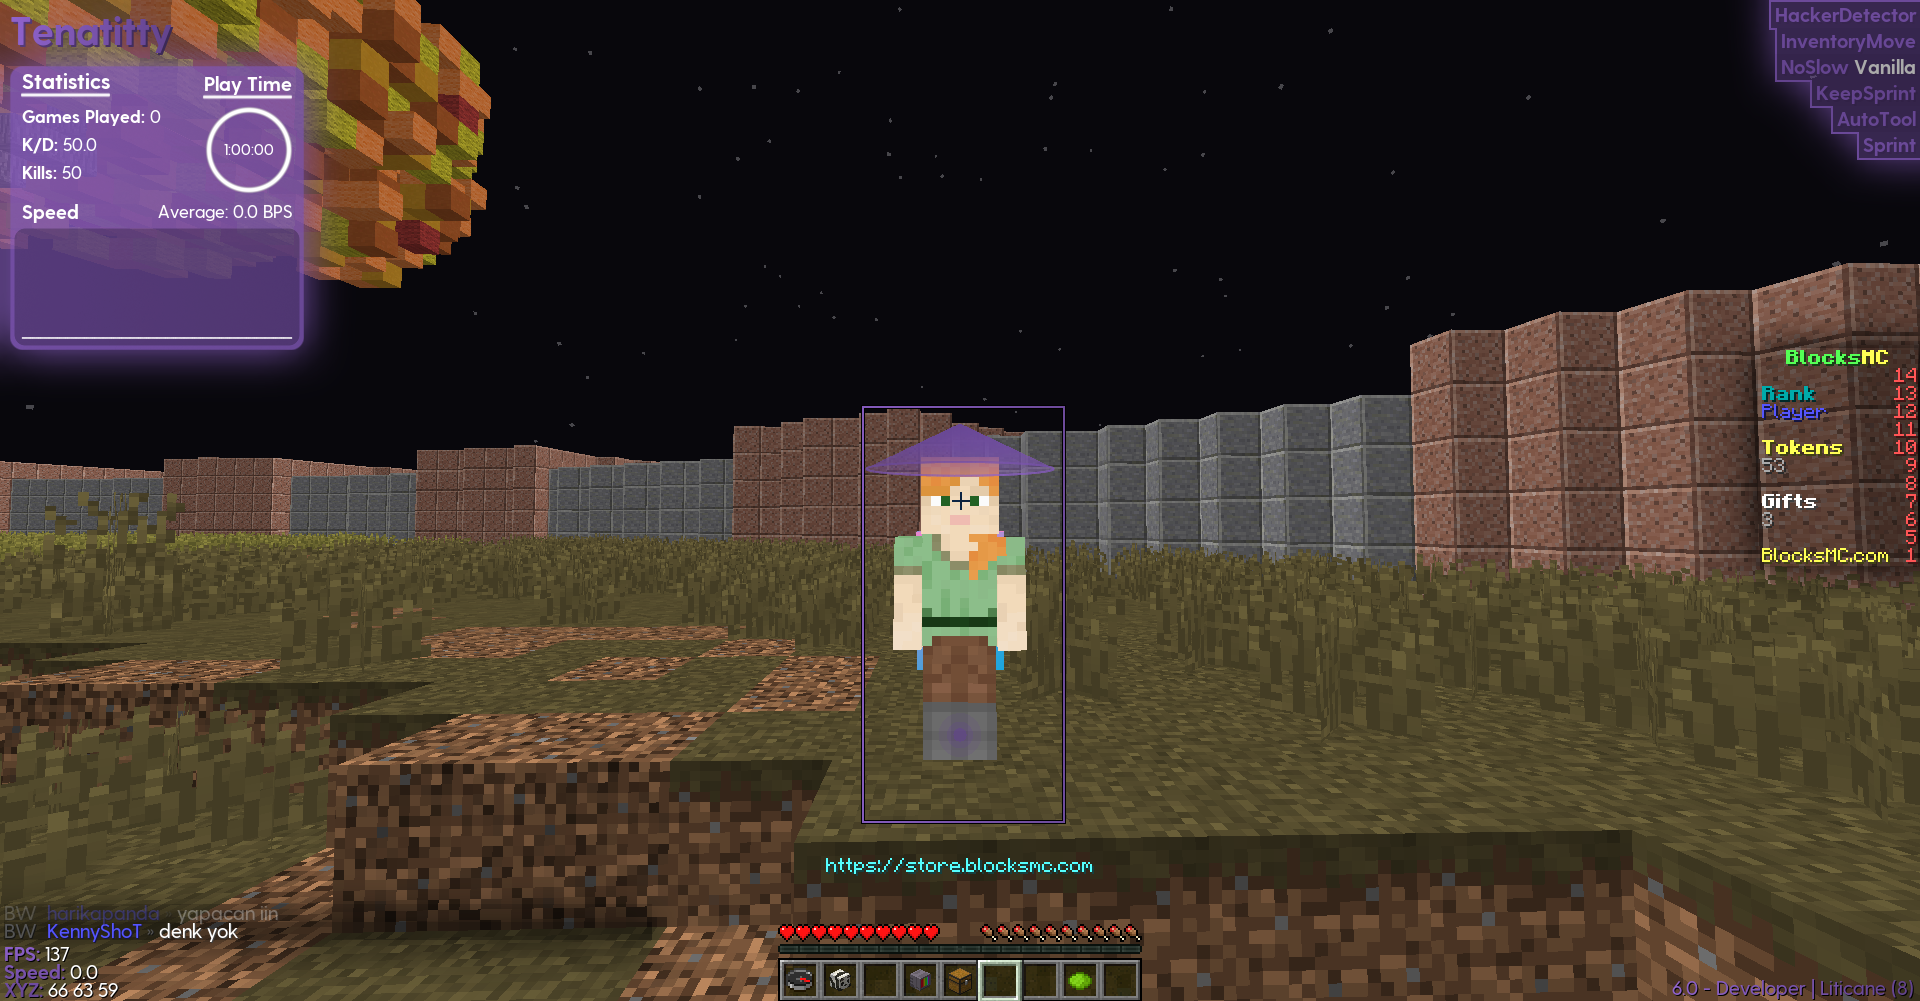 Tenatitty
Statistics
Play Time
Games Played: 0
K/D: 50.0
Kills: 50
1:00:00
Speed
Average: 0.0 BPS
HackerDetector
InventoryMove
NoSlow Vanilla
KeepSprint
AutoTool
Sprint
BlocksMC
14
Rank 13
Player 12
11
Tokens 10
53 9
8
Gifts 7
3 6
5
BlocksMC.com 1
https://store.blocksmc.com
BW harikapanda » yapacan iin
BW KennyShoT » denk yok
FPS: 137
Speed: 0.0
XYZ: 66 63 59
6.0 - Developer | Liticane (8)